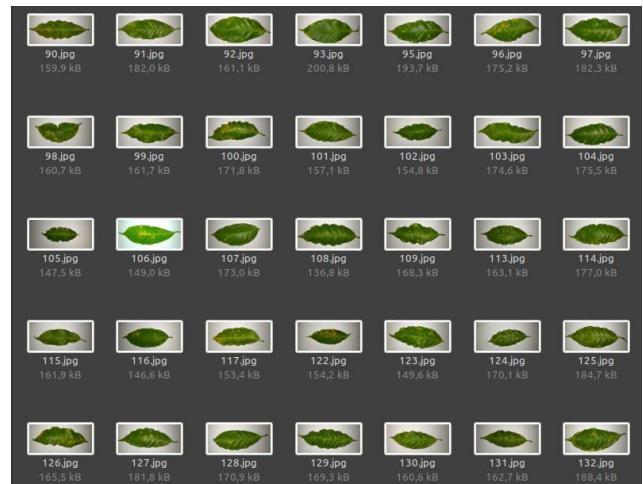 90.jpg 91.jpg 92.jpg 93.jpg 95.jpg 96.jpg 97.jpg
159,9 kB 182,0 kB 161,1 kB 200,8 kB 193,7 kB 175,2 kB 182,3 kB
98.jpg 99.jpg 100.jpg 101.jpg 102.jpg 103.jpg 104.jpg
160,7 kB 161,7 kB 171,8 kB 157,1 kB 154,8 kB 174,6 kB 175,5 kB
105.jpg 106.jpg 107.jpg 108.jpg 109.jpg 113.jpg 114.jpg
147,5 kB 149,0 kB 173,0 kB 136,8 kB 168,3 kB 163,1 kB 177,0 kB
115.jpg 116.jpg 117.jpg 122.jpg 123.jpg 124.jpg 125.jpg
161,9 kB 146,6 kB 153,4 kB 154,2 kB 149,6 kB 170,1 kB 184,7 kB
126.jpg 127.jpg 128.jpg 129.jpg 130.jpg 131.jpg 132.jpg
165,5 kB 181,8 kB 170,9 kB 169,3 kB 160,6 kB 162,7 kB 188,4 kB